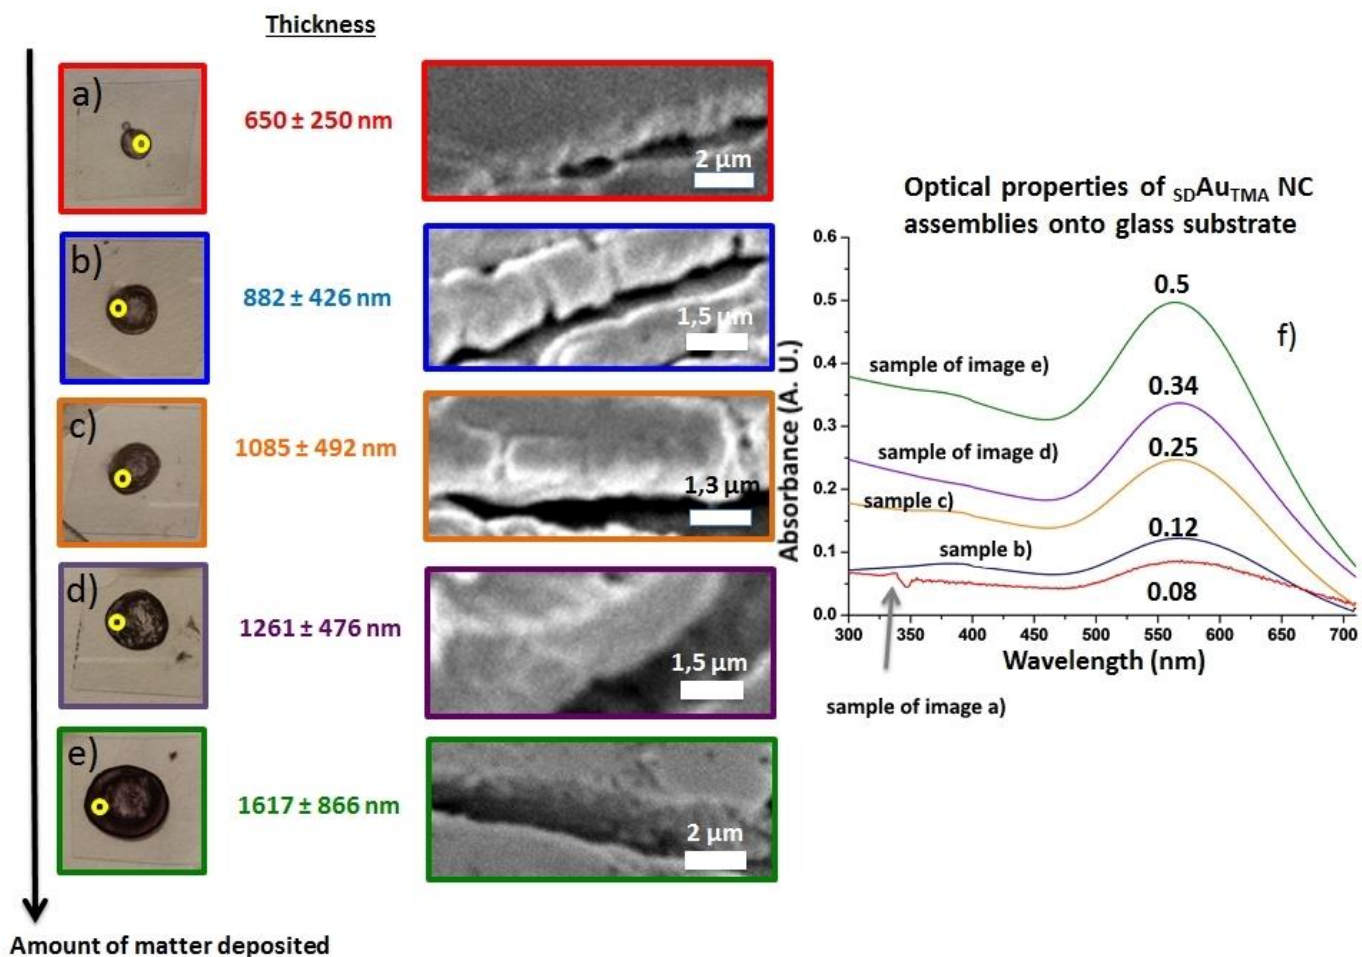 Thickness
a)
650 ± 250 nm
2 µm
b)
882 ± 426 nm
1,5 µm
c)
1085 ± 492 nm
1,3 µm
d)
1261 ± 476 nm
1,5 µm
e)
1617 ± 866 nm
2 µm
Amount of matter deposited
Optical properties of SDAuTMA NC
assemblies onto glass substrate
0.6
0.5
0.4
0.3
0.2
0.1
0.0
Absorbance (A. U.)
0.5
f)
sample of image e)
0.34
sample of image d)
0.25
sample c)
0.12
sample b)
0.08
300 350 400 450 500 550 600 650 700
Wavelength (nm)
sample of image a)